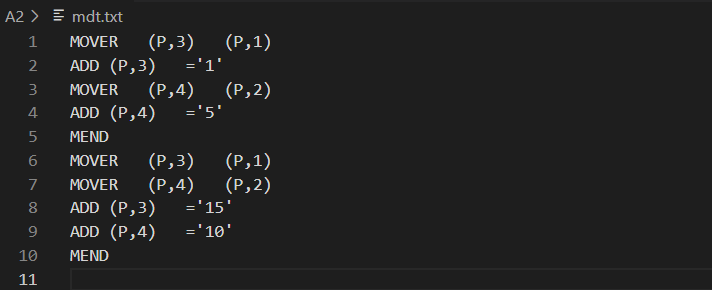 A2 > mdt.txt
1 MOVER (P,3) (P,1)
2 ADD (P,3) ='1'
3 MOVER (P,4) (P,2)
4 ADD (P,4) ='5'
5 MEND
6 MOVER (P,3) (P,1)
7 MOVER (P,4) (P,2)
8 ADD (P,3) ='15'
9 ADD (P,4) ='10'
10 MEND
11